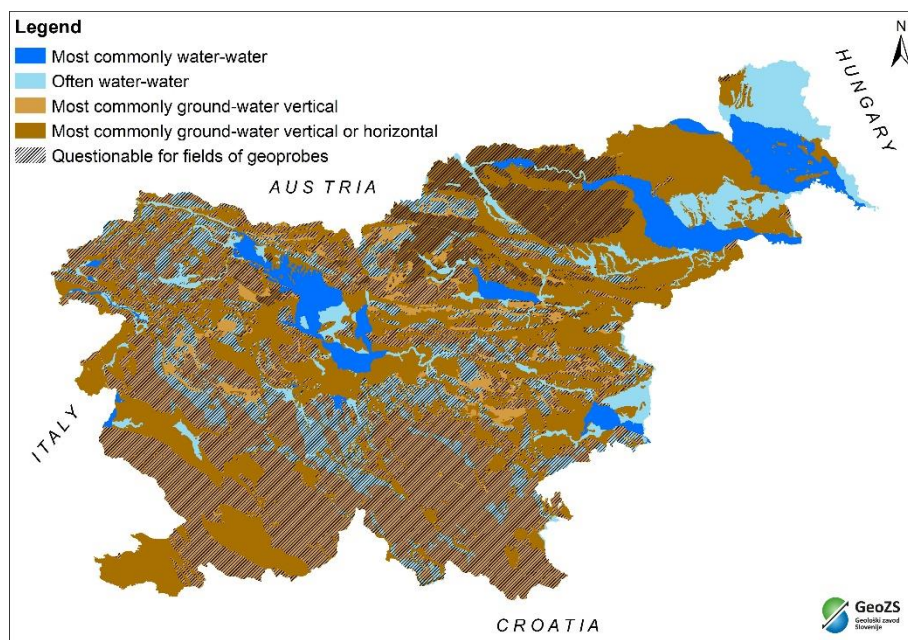 Legend
Most commonly water-water
Often water-water
Most commonly ground-water vertical
Most commonly ground-water vertical or horizontal
Questionable for fields of geoprobes
N
HUNGARY
AUSTRIA
ITALY
CROATIA
GeoZS
Geološki zavod
Slovenije